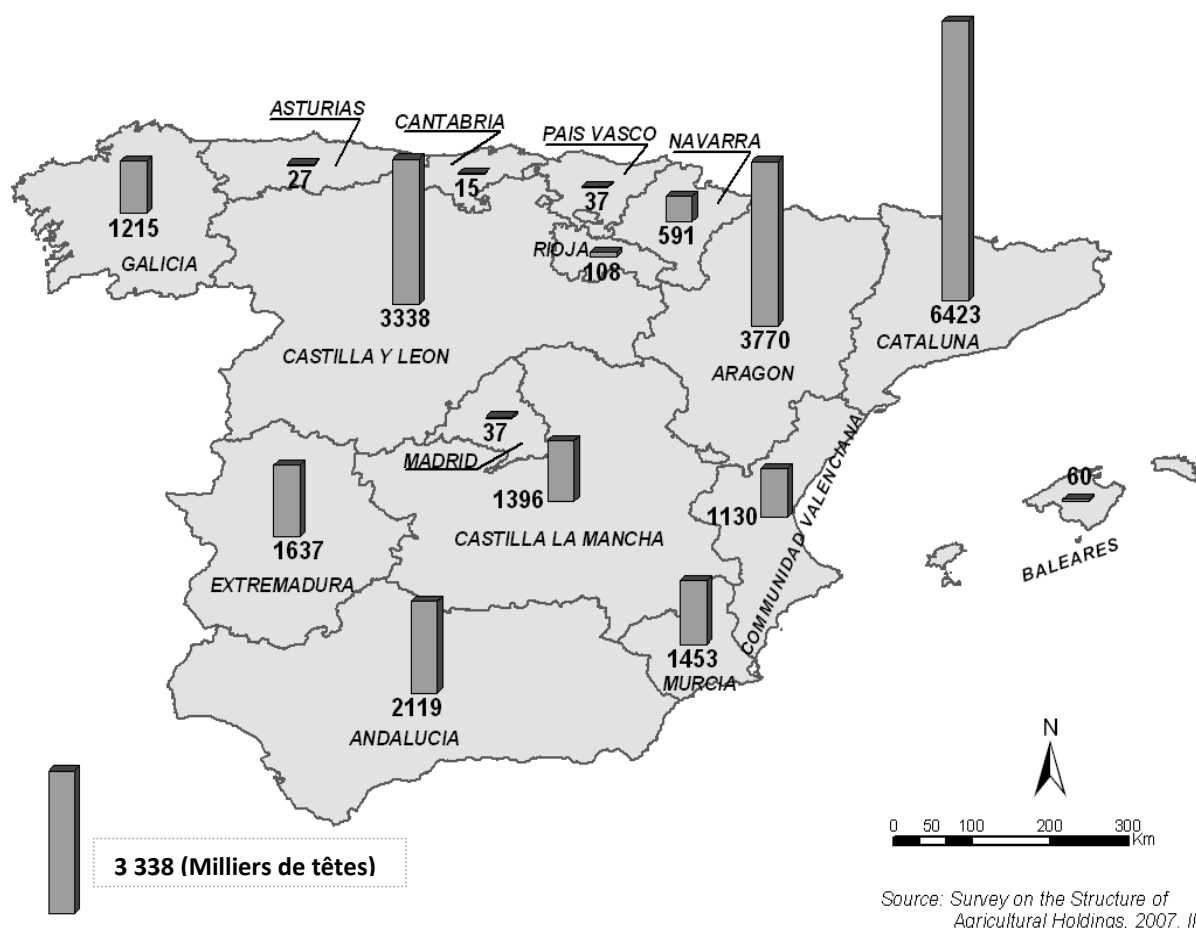 ASTURIAS
CANTABRIA
PAIS VASCO
NAVARRA
27
15
37
591
1215
GALICIA
RIOJA
108
3338
CASTILLA Y LEON
3770
ARAGON
6423
CATALUNA
37
MADRID
1396
CASTILLA LA MANCHA
1130
COMMUNIDAD VALENCIANA
60
BALEARES
1637
EXTREMADURA
1453
MURCIA
2119
ANDALUCIA
N
0 50 100 200 300
Km
3 338 (Milliers de têtes)
Source: Survey on the Structure of
Agricultural Holdings, 2007.